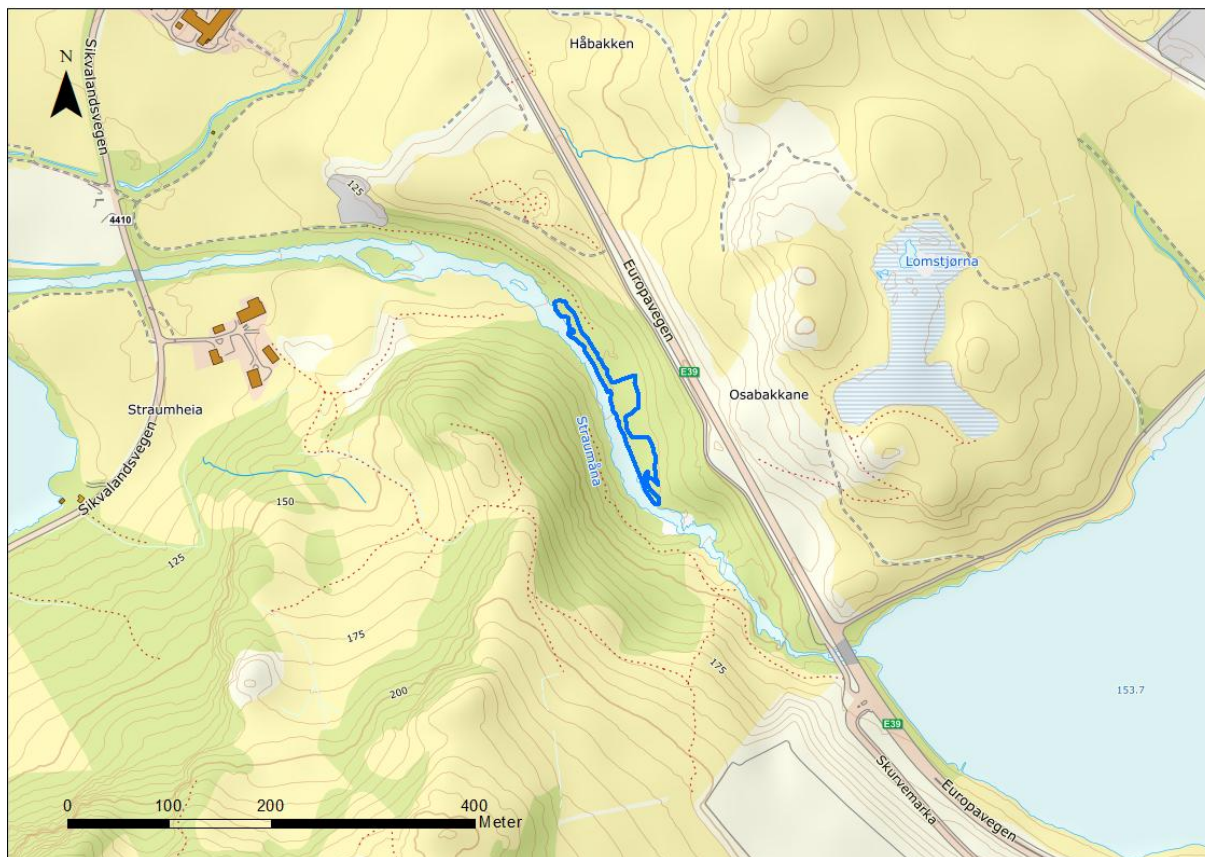 Håbakken
Sikvalandsvegen
N
125
4410
Europavegen
Lomstjørna
E39
Osabakkane
Straumheia
Straumåna
Sikvalandsvegen
150
125
175
175
200
153.7
E39
Skurvemarka
Europavegen
0 100 200 400
Meter